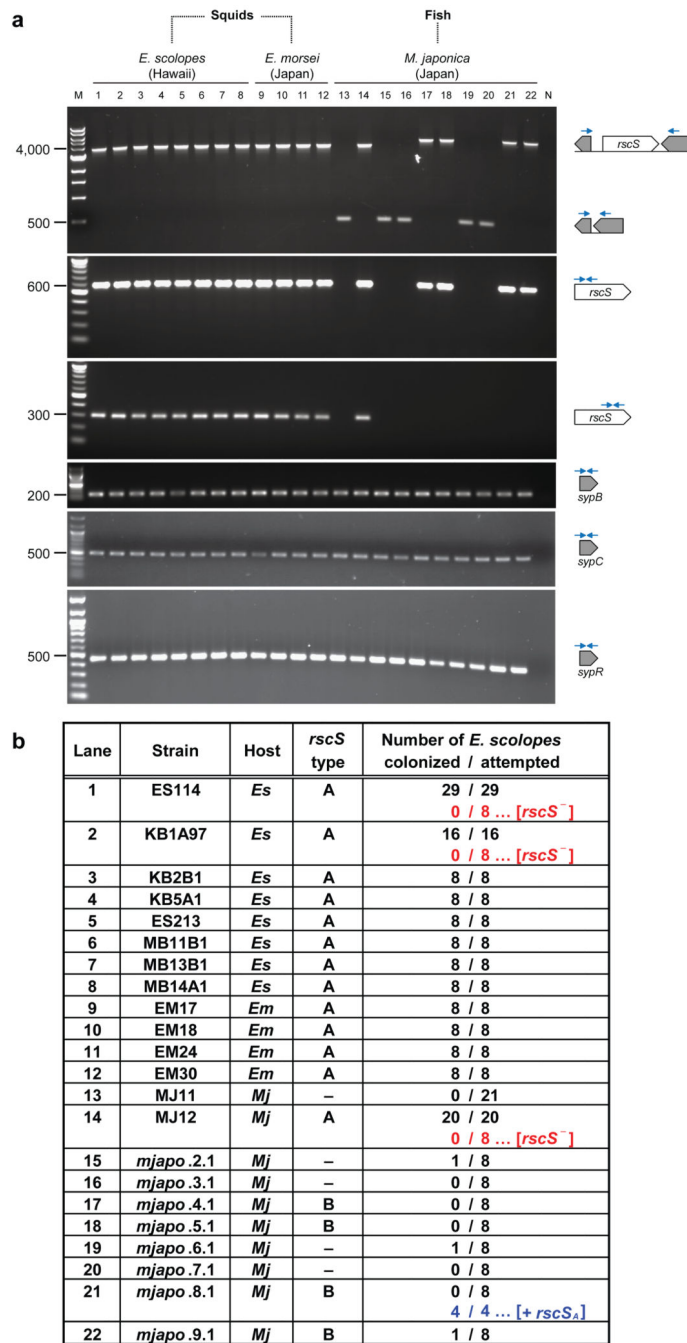 a
Squids
Fish
E. scolopes
(Hawaii)
E. morsei
(Japan)
M. japonica
(Japan)
M 1 2 3 4 5 6 7 8 9 10 11 12 13 14 15 16 17 18 19 20 21 22 N
4,000
rscS
500
600
rscS
300
rscS
200
sypB
500
sypC
500
sypR
b
Lane Strain Host rscS type Number of E. scolopes colonized / attempted
1 ES114 Es A 29 / 29
0 / 8 ... [rscS⁻]
2 KB1A97 Es A 16 / 16
0 / 8 ... [rscS⁻]
3 KB2B1 Es A 8 / 8
4 KB5A1 Es A 8 / 8
5 ES213 Es A 8 / 8
6 MB11B1 Es A 8 / 8
7 MB13B1 Es A 8 / 8
8 MB14A1 Es A 8 / 8
9 EM17 Em A 8 / 8
10 EM18 Em A 8 / 8
11 EM24 Em A 8 / 8
12 EM30 Em A 8 / 8
13 MJ11 Mj – 0 / 21
14 MJ12 Mj A 20 / 20
0 / 8 ... [rscS⁻]
15 mjapo.2.1 Mj – 1 / 8
16 mjapo.3.1 Mj – 0 / 8
17 mjapo.4.1 Mj B 0 / 8
18 mjapo.5.1 Mj B 0 / 8
19 mjapo.6.1 Mj – 1 / 8
20 mjapo.7.1 Mj – 0 / 8
21 mjapo.8.1 Mj B 0 / 8
4 / 4 ... [+ rscS_A]
22 mjapo.9.1 Mj B 1 / 8